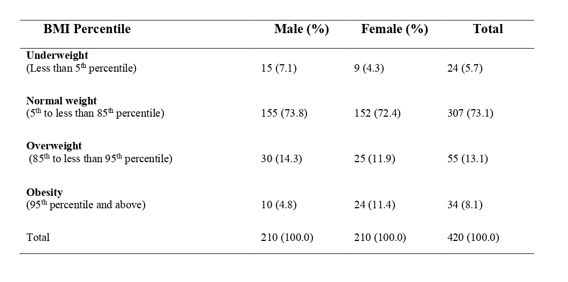 BMI Percentile Male (%) Female (%) Total
Underweight
(Less than 5th percentile) 15 (7.1) 9 (4.3) 24 (5.7)
Normal weight
(5th to less than 85th percentile) 155 (73.8) 152 (72.4) 307 (73.1)
Overweight
(85th to less than 95th percentile) 30 (14.3) 25 (11.9) 55 (13.1)
Obesity
(95th percentile and above) 10 (4.8) 24 (11.4) 34 (8.1)
Total 210 (100.0) 210 (100.0) 420 (100.0)